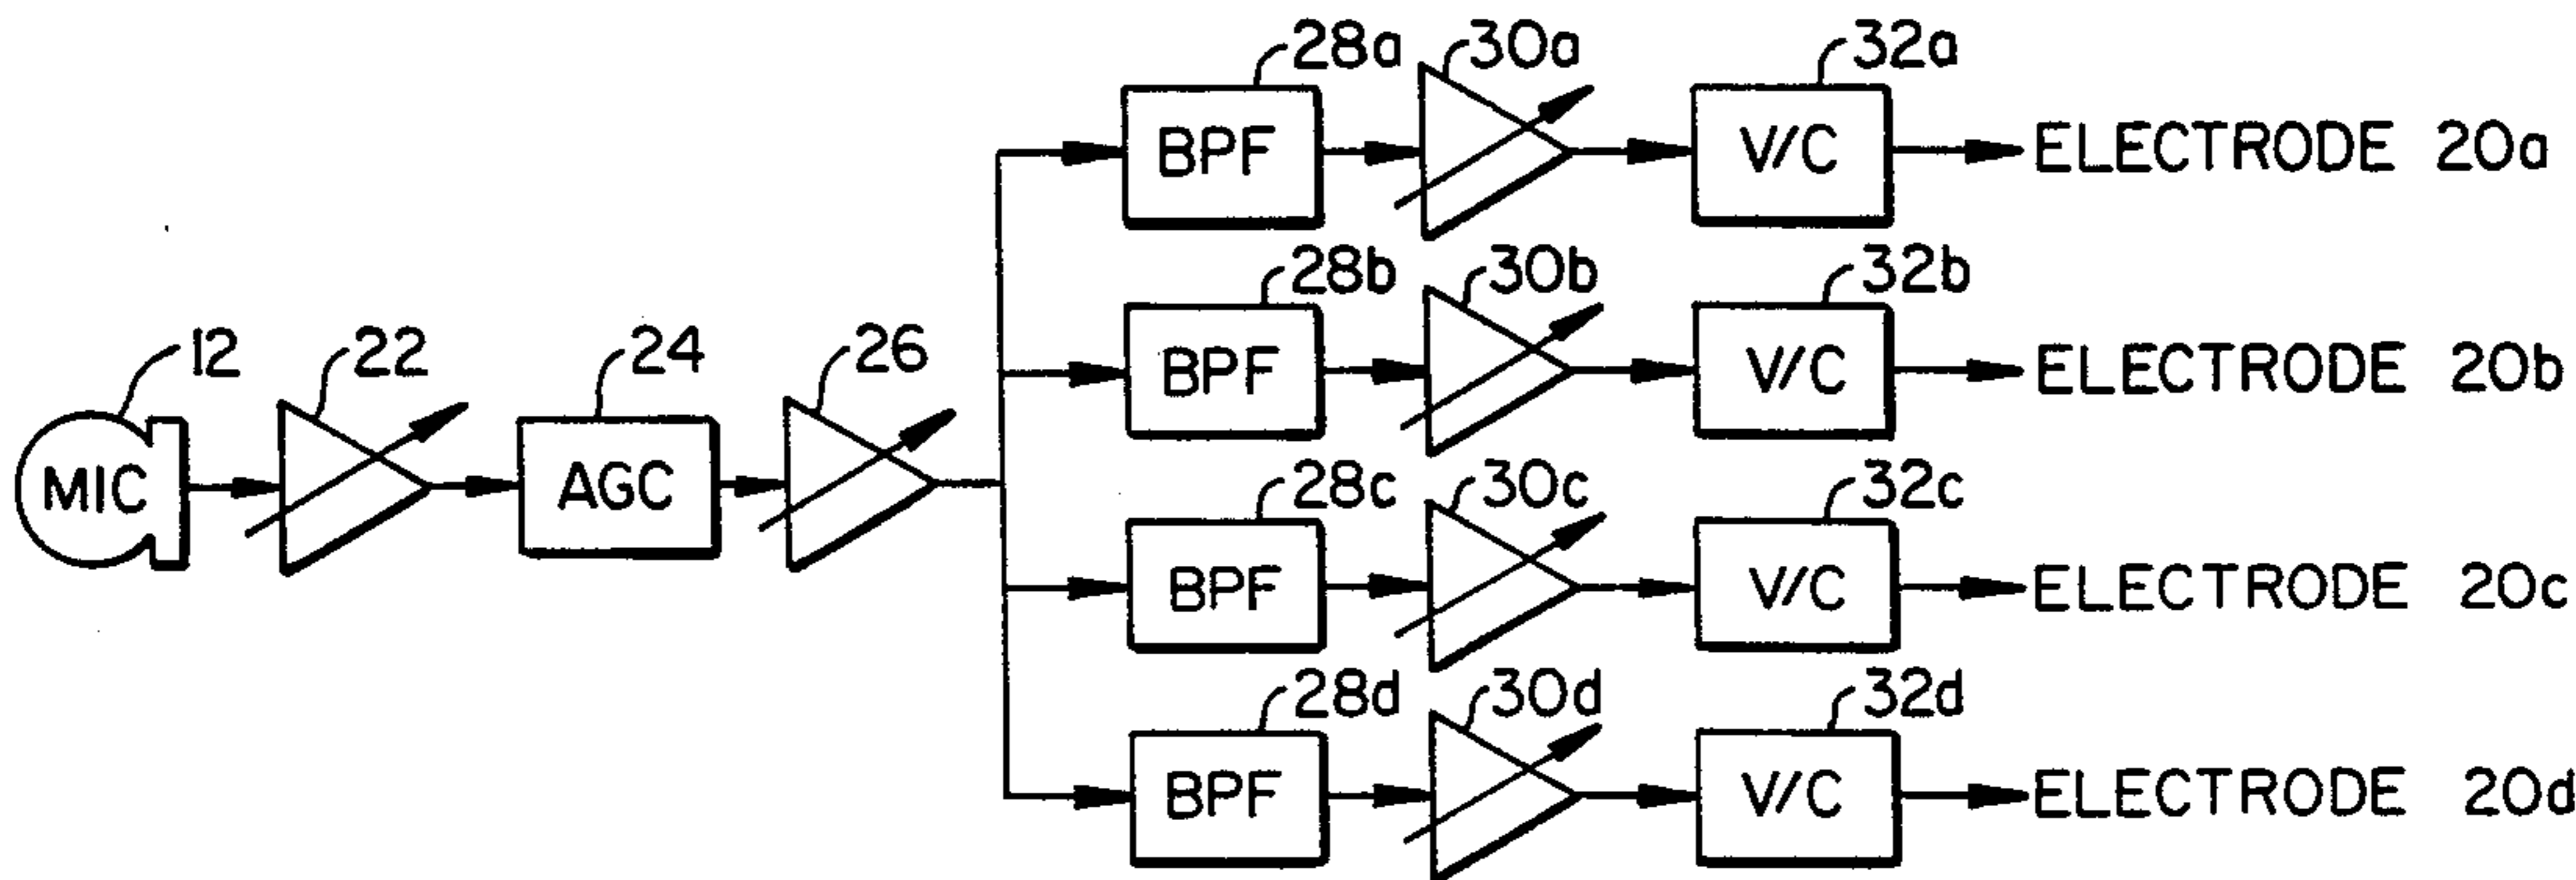 28a 30a 32a
BPF V/C ELECTRODE 20a
28b 30b 32b
BPF V/C ELECTRODE 20b
12 22 24 26
MIC AGC
28c 30c 32c
BPF V/C ELECTRODE 20c
28d 30d 32d
BPF V/C ELECTRODE 20d